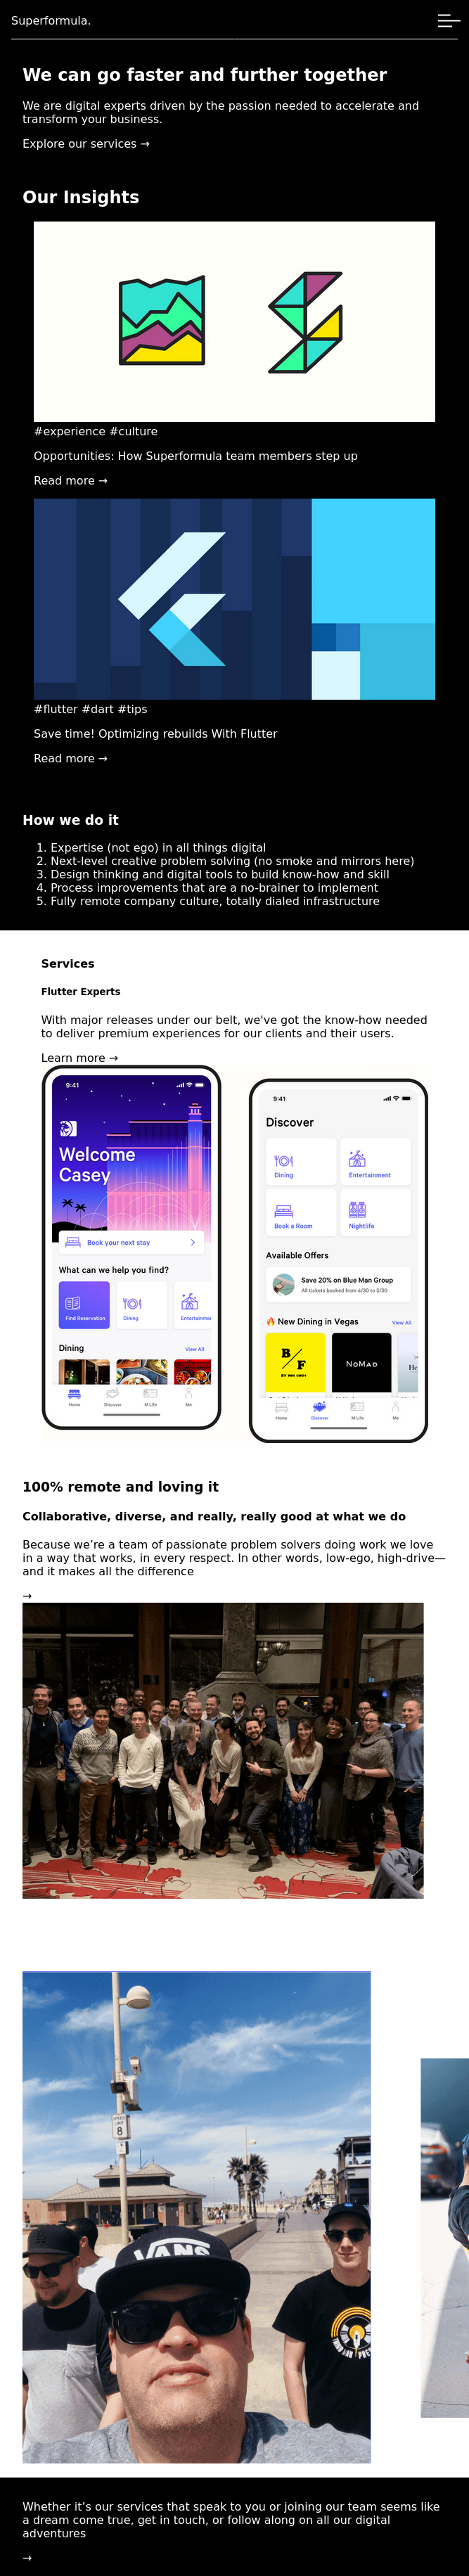 Superformula.
We can go faster and further together
We are digital experts driven by the passion needed to accelerate and
transform your business.
Explore our services →
Our Insights
#experience #culture
Opportunities: How Superformula team members step up
Read more →
#flutter #dart #tips
Save time! Optimizing rebuilds With Flutter
Read more →
How we do it
1. Expertise (not ego) in all things digital
2. Next-level creative problem solving (no smoke and mirrors here)
3. Design thinking and digital tools to build know-how and skill
4. Process improvements that are a no-brainer to implement
5. Fully remote company culture, totally dialed infrastructure
Services
Flutter Experts
With major releases under our belt, we've got the know-how needed
to deliver premium experiences for our clients and their users.
Learn more →
9:41
Welcome
Casey
Book your next stay
What can we help you find?
Find Reservation
Dining
Entertainmen
Dining
View All
Home
Discover
M Life
Me
9:41
Discover
Dining
Entertainment
Book a Room
Nightlife
Available Offers
Save 20% on Blue Man Group
All tickets booked from 4/30 to 5/30
New Dining in Vegas
View All
B/F
NoMad
Home
Discover
M Life
Me
100% remote and loving it
Collaborative, diverse, and really, really good at what we do
Because we’re a team of passionate problem solvers doing work we love
in a way that works, in every respect. In other words, low-ego, high-drive—
and it makes all the difference
→
SPEED
LIMIT
8
VANS
Whether it’s our services that speak to you or joining our team seems like
a dream come true, get in touch, or follow along on all our digital
adventures
→